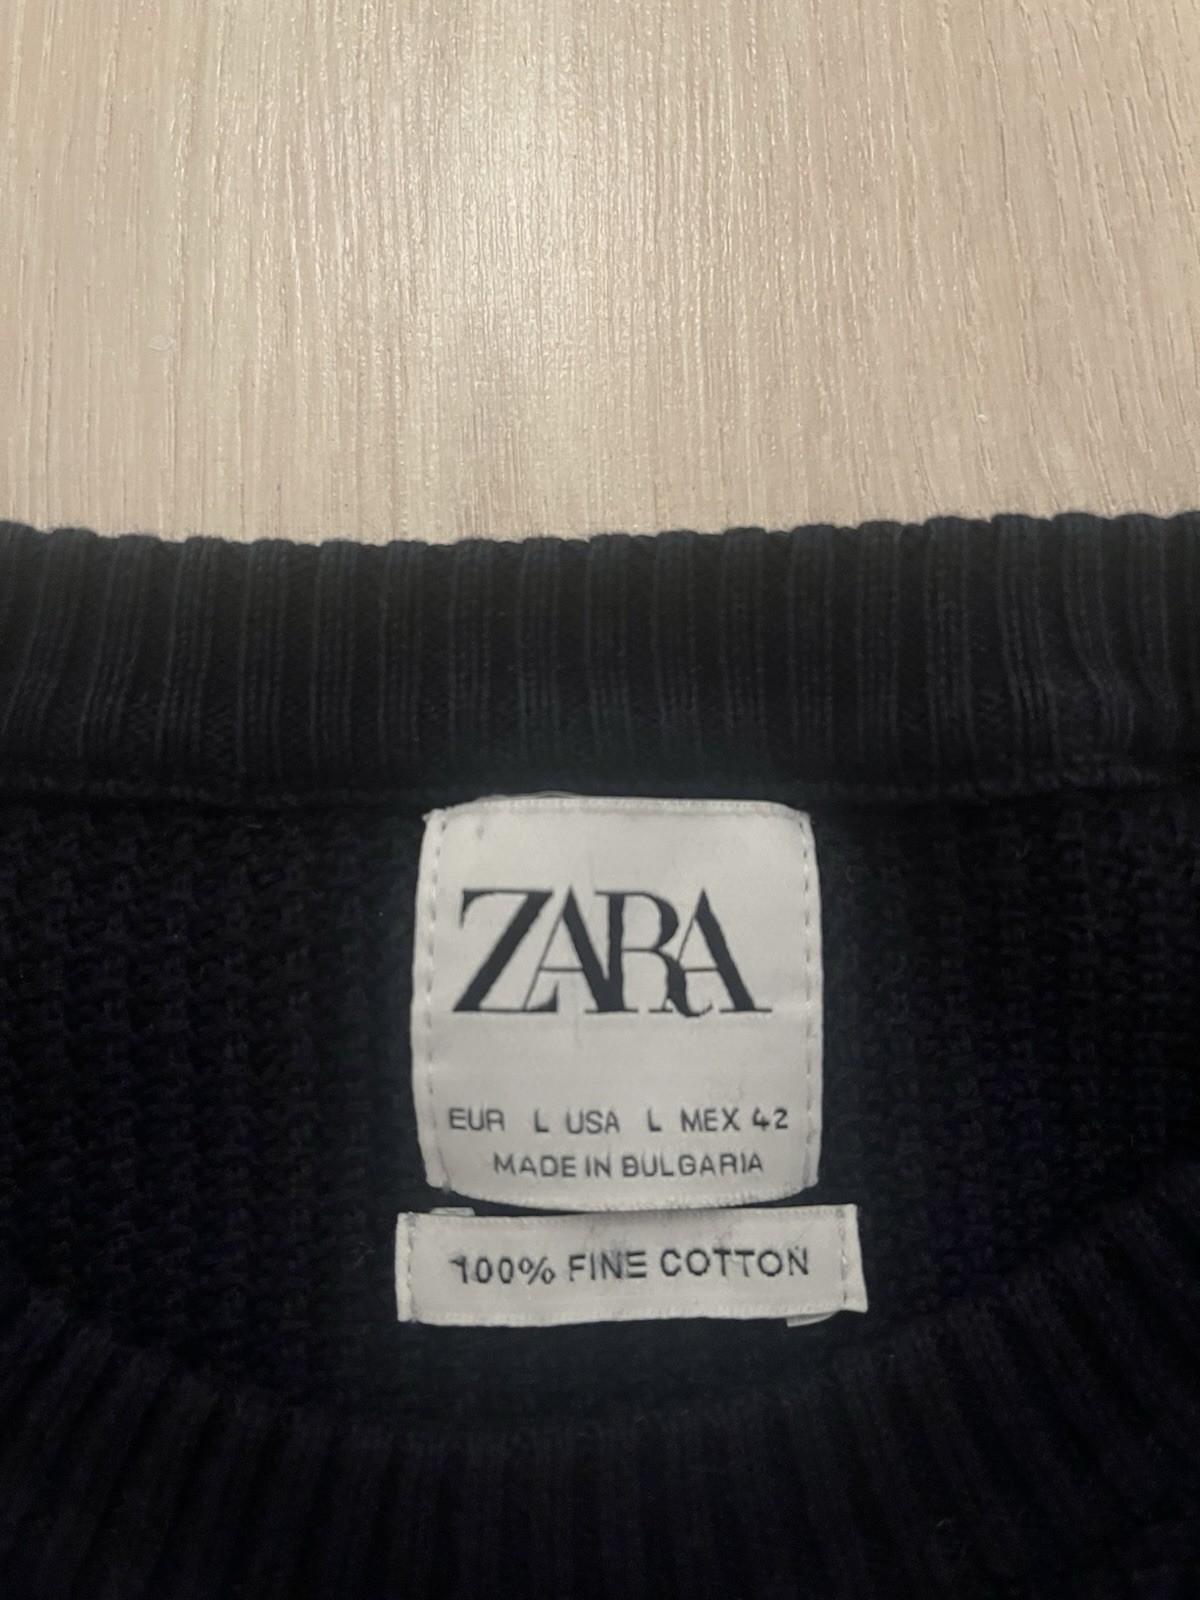 ZARA
EUR L USA L MEX 42
MADE IN BULGARIA
100% FINE COTTON